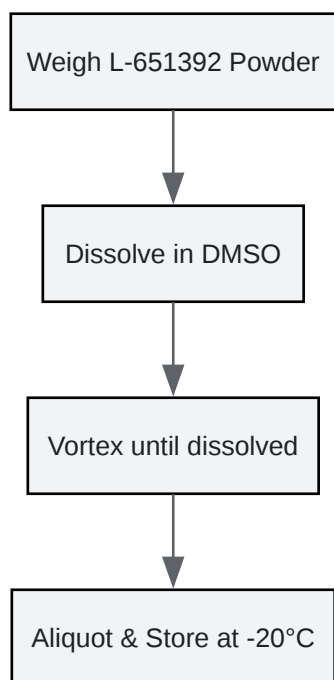 Weigh L-651392 Powder
Dissolve in DMSO
Vortex until dissolved
Aliquot & Store at -20°C